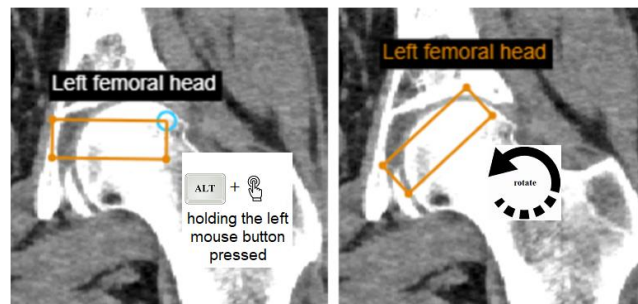 Left femoral head
ALT +
holding the left
mouse button
pressed
Left femoral head
rotate